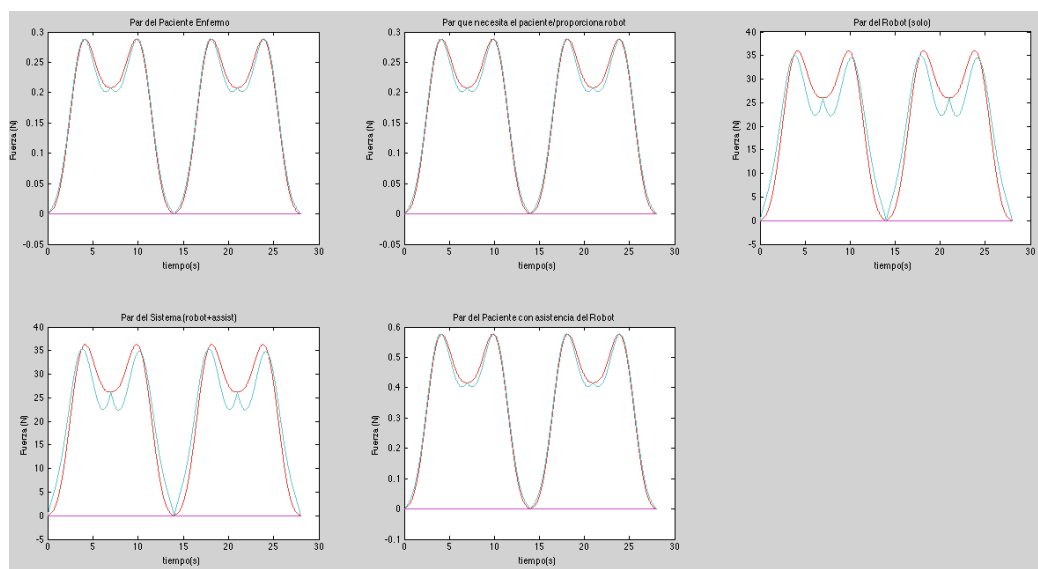 Par del Paciente Enfermo
0.3
0.25
0.2
0.15
0.1
0.05
0
-0.05
Fuerza (N)
0 5 10 15 20 25 30
tiempo(s)
Par que necesita el paciente/proporciona robot
0.3
0.25
0.2
0.15
0.1
0.05
0
-0.05
Fuerza (N)
0 5 10 15 20 25 30
tiempo(s)
Par del Robot (solo)
40
35
30
25
20
15
10
5
0
-5
Fuerza (N)
0 5 10 15 20 25 30
tiempo(s)
Par del Sistema (robot+assist)
40
35
30
25
20
15
10
5
0
-5
Fuerza (N)
0 5 10 15 20 25 30
tiempo(s)
Par del Paciente con asistencia del Robot
0.6
0.5
0.4
0.3
0.2
0.1
0
-0.1
Fuerza (N)
0 5 10 15 20 25 30
tiempo(s)